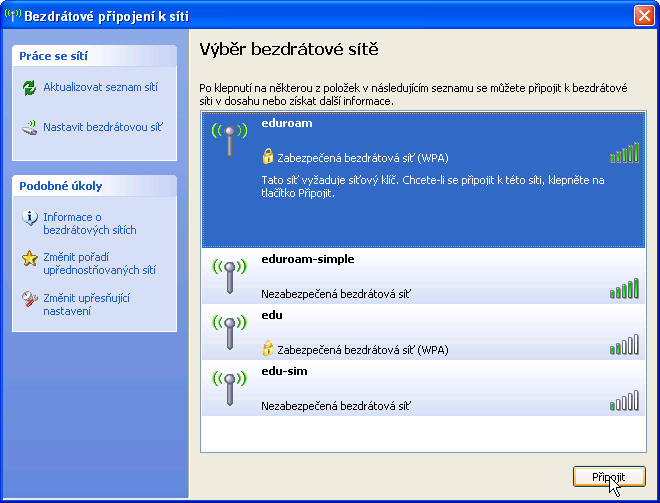 Bezdrátové připojení k síti
Práce se sítí
Aktualizovat seznam sítí
Nastavit bezdrátovou síť
Podobné úkoly
Informace o
bezdrátových sítích
Změnit pořadí
upřednostňovaných sítí
Změnit upřesňující
nastavení
Výběr bezdrátové sítě
Po klepnutí na některou z položek v následujícím seznamu se můžete připojit k bezdrátové
síti v dosahu nebo získat další informace.
eduroam
Zabezpečená bezdrátová síť (WPA)
Tato síť vyžaduje síťový klíč. Chcete-li se připojit k této síti, klepněte na
tlačítko Připojit.
eduroam-simple
Nezabezpečená bezdrátová síť
edu
Zabezpečená bezdrátová síť (WPA)
edu-sim
Nezabezpečená bezdrátová síť
Připojit